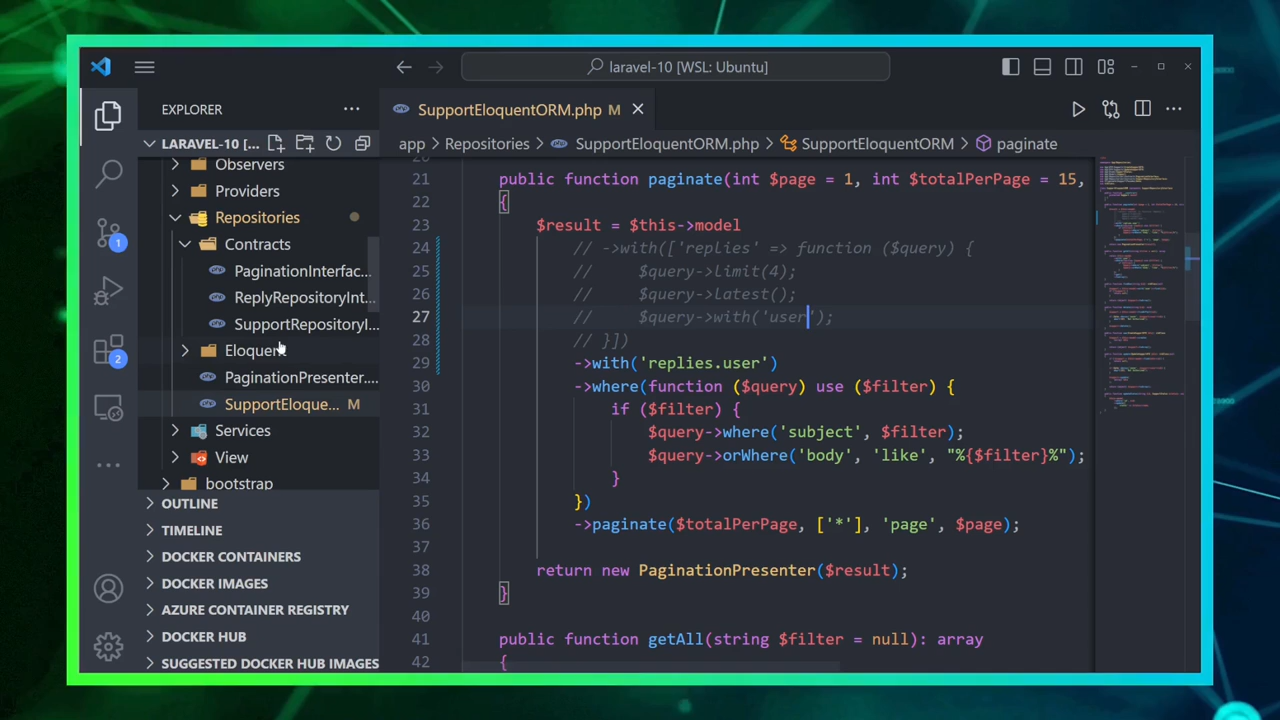 laravel-10 [WSL: Ubuntu]
EXPLORER
LARAVEL-10 [...
Observers
Providers
Repositories
Contracts
PaginationInterfac...
ReplyRepositoryInt...
SupportRepositoryI...
Eloquent
PaginationPresenter....
SupportEloque... M
Services
View
bootstrap
OUTLINE
TIMELINE
DOCKER CONTAINERS
DOCKER IMAGES
AZURE CONTAINER REGISTRY
DOCKER HUB
SUGGESTED DOCKER HUB IMAGES
1
2
SupportEloquentORM.php M
app > Repositories > SupportEloquentORM.php > SupportEloquentORM > paginate
21 public function paginate(int $page = 1, int $totalPerPage = 15,
22 {
23 $result = $this->model
24 // ->with(['replies' => function ($query) {
25 // $query->limit(4);
26 // $query->latest();
27 // $query->with('user');
28 // }])
29 ->with('replies.user')
30 ->where(function ($query) use ($filter) {
31 if ($filter) {
32 $query->where('subject', $filter);
33 $query->orWhere('body', 'like', "%{$filter}%");
34 }
35 })
36 ->paginate($totalPerPage, ['*'], 'page', $page);
37
38 return new PaginationPresenter($result);
39 }
40
41 public function getAll(string $filter = null): array
42 {